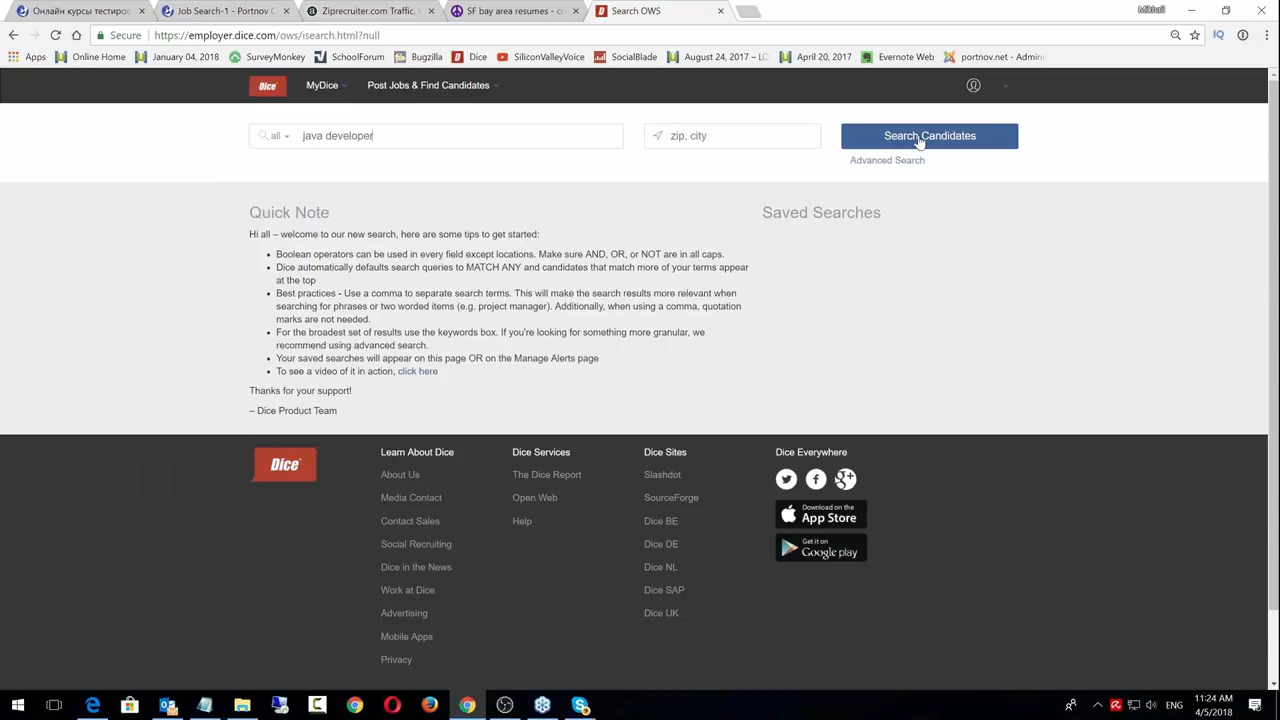 Онлайн курсы тестиров
Job Search-1 - Portnov C
Ziprecruiter.com Traffic,
SF bay area resumes - c
Search OWS
Mikhail
Secure
https://employer.dice.com/ows/isearch.html?null
Apps
Online Home
January 04, 2018
SurveyMonkey
SchoolForum
Bugzilla
Dice
SiliconValleyVoice
SocialBlade
August 24, 2017 – LO
April 20, 2017
Evernote Web
portnov.net - Admini
Dice
MyDice
Post Jobs & Find Candidates
all
java developer
zip, city
Search Candidates
Advanced Search
Quick Note
Saved Searches
Hi all – welcome to our new search, here are some tips to get started:
Boolean operators can be used in every field except locations. Make sure AND, OR, or NOT are in all caps.
Dice automatically defaults search queries to MATCH ANY and candidates that match more of your terms appear
at the top
Best practices - Use a comma to separate search terms. This will make the search results more relevant when
searching for phrases or two worded items (e.g. project manager). Additionally, when using a comma, quotation
marks are not needed.
For the broadest set of results use the keywords box. If you're looking for something more granular, we
recommend using advanced search.
Your saved searches will appear on this page OR on the Manage Alerts page
To see a video of it in action, click here
Thanks for your support!
– Dice Product Team
Dice
Learn About Dice
About Us
Media Contact
Contact Sales
Social Recruiting
Dice in the News
Work at Dice
Advertising
Mobile Apps
Privacy
Dice Services
The Dice Report
Open Web
Help
Dice Sites
Slashdot
SourceForge
Dice BE
Dice DE
Dice NL
Dice SAP
Dice UK
Dice Everywhere
Download on the
App Store
Get it on
Google play
ENG
11:24 AM
4/5/2018